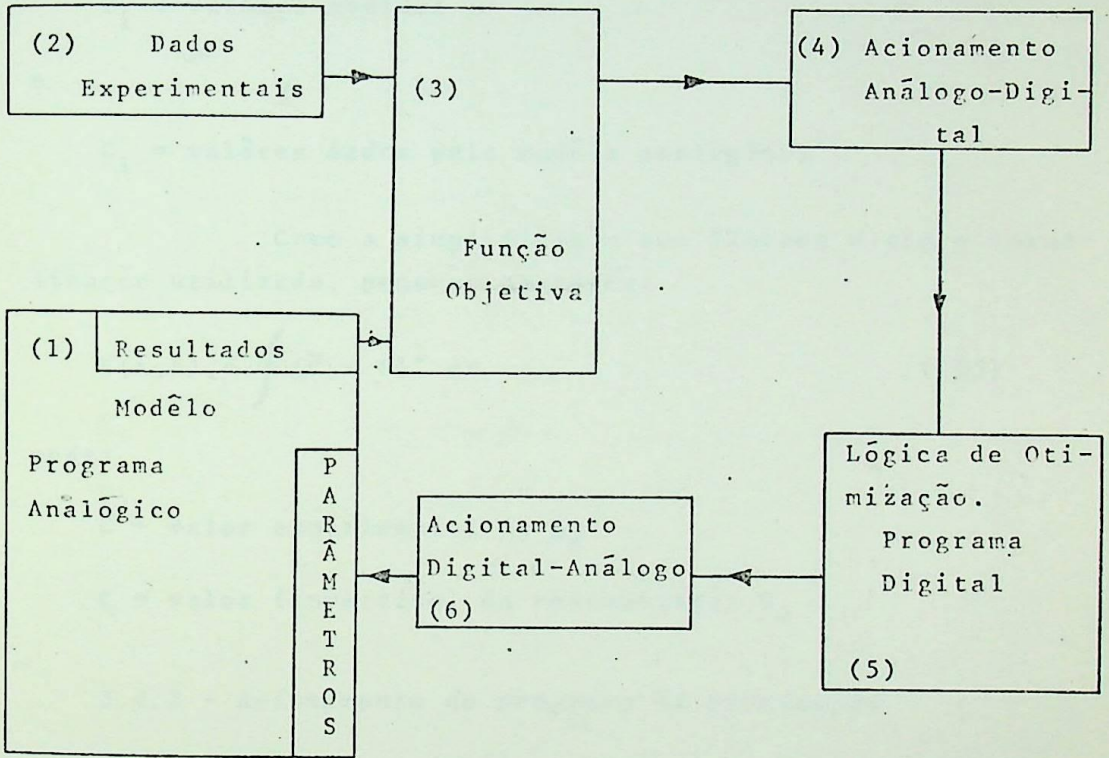 (2) Dados
Experimentais
(3)
Função
Objetiva
(4) Acionamento
Análogo-Digi-
tal
(1) Resultados
Modêlo
Programa
Analógico
P
A
R
Â
M
E
T
R
O
S
Acionamento
Digital-Análogo
(6)
Lógica de Oti-
mização.
Programa
Digital
(5)